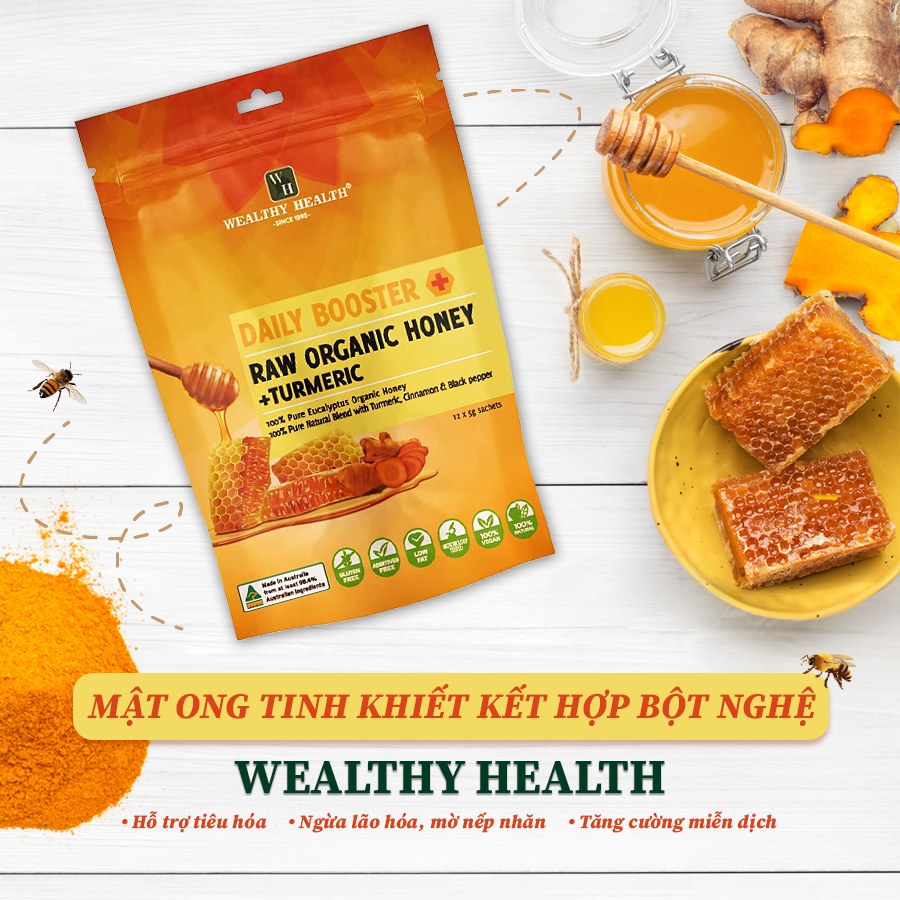 WH
WEALTHY HEALTH®
-SINCE 1995-
DAILY BOOSTER
RAW ORGANIC HONEY
+TURMERIC
100% Pure Eucalyptus Organic Honey
100% Pure Natural Blend with Turmeric, Cinnamon & Black pepper
12 x 5g sachets
Made in Australia
from at least 98.4%
Australian ingredients
GLUTEN FREE
ADDITIVES FREE
LOW FAT
MICROBIOLOGY TESTED
100% VEGAN
100% NATURAL
MẬT ONG TINH KHIẾT KẾT HỢP BỘT NGHỆ
WEALTHY HEALTH
• Hỗ trợ tiêu hóa • Ngừa lão hóa, mờ nếp nhăn • Tăng cường miễn dịch